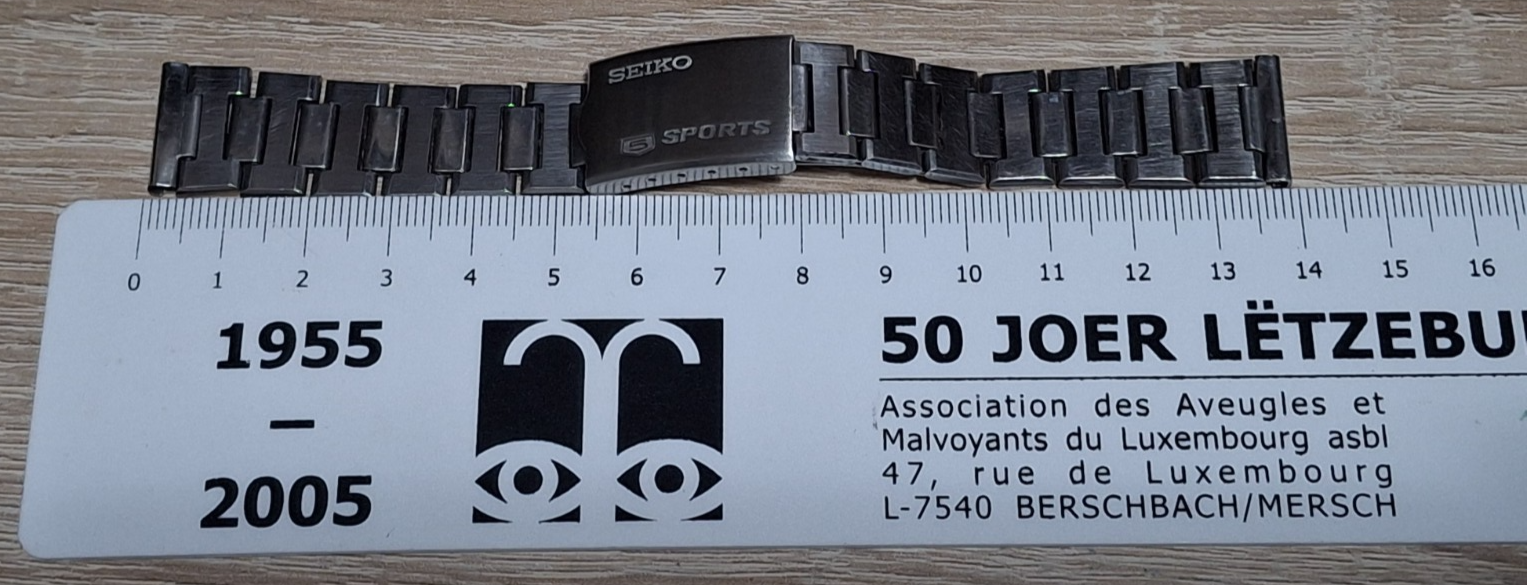 SEIKO
5 SPORTS
0 1 2 3 4 5 6 7 8 9 10 11 12 13 14 15 16
1955
–
2005
50 JOER LËTZEBU
Association des Aveugles et
Malvoyants du Luxembourg asbl
47, rue de Luxembourg
L-7540 BERSCHBACH/MERSCH